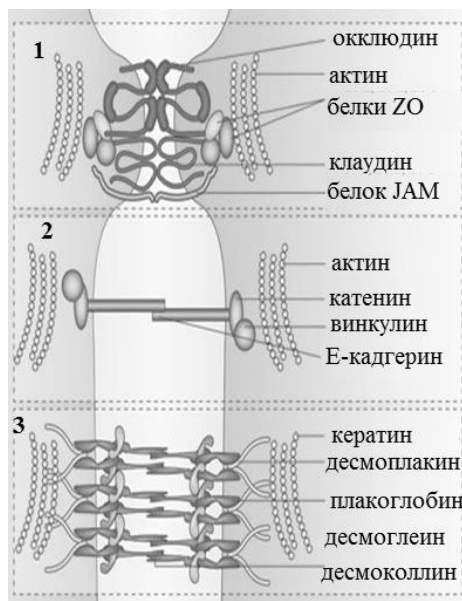 1
окклюдин
актин
белки ZO
клаудин
белок JAM
2
актин
катенин
винкулин
Е-кадгерин
3
кератин
десмоплакин
плакоглобин
десмоглеин
десмоколлин